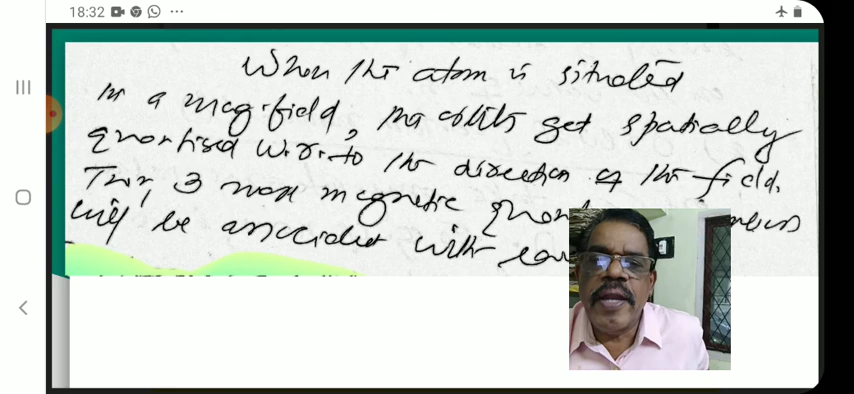 18:32
When the atom is situated
in a mag. field, the orbits get spatially
quantised w.r.to the direction of the field.
Then, 3 more magnetic
will be associated with